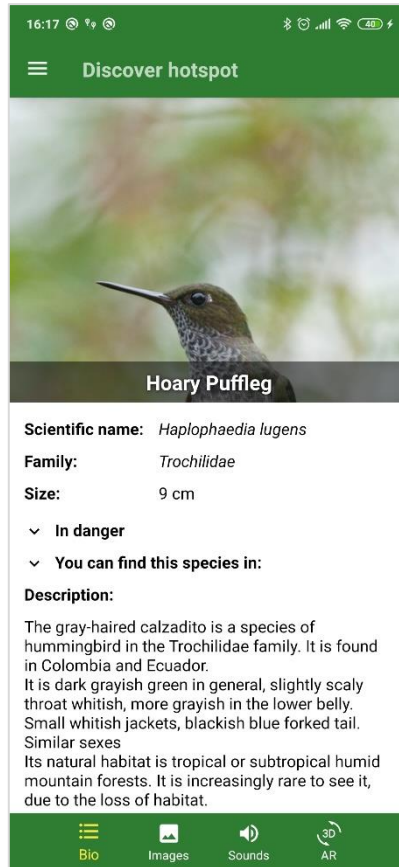 16:17
40
Discover hotspot
Hoary Puffleg
Scientific name: Haplophaedia lugens
Family: Trochilidae
Size: 9 cm
In danger
You can find this species in:
Description:
The gray-haired calzadito is a species of
hummingbird in the Trochilidae family. It is found
in Colombia and Ecuador.
It is dark grayish green in general, slightly scaly
throat whitish, more grayish in the lower belly.
Small whitish jackets, blackish blue forked tail.
Similar sexes
Its natural habitat is tropical or subtropical humid
mountain forests. It is increasingly rare to see it,
due to the loss of habitat.
3D
Bio Images Sounds AR